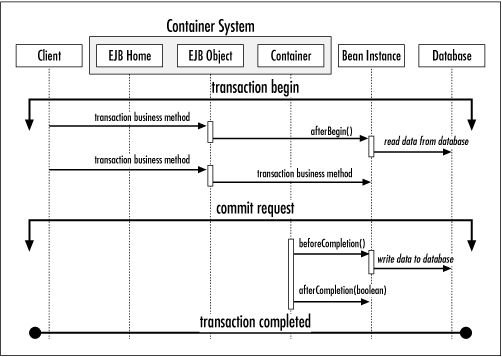 Container System
Client EJB Home EJB Object Container Bean Instance Database
transaction begin
transaction business method
afterBegin()
read data from database
transaction business method
transaction business method
commit request
beforeCompletion()
write data to database
afterCompletion(boolean)
transaction completed